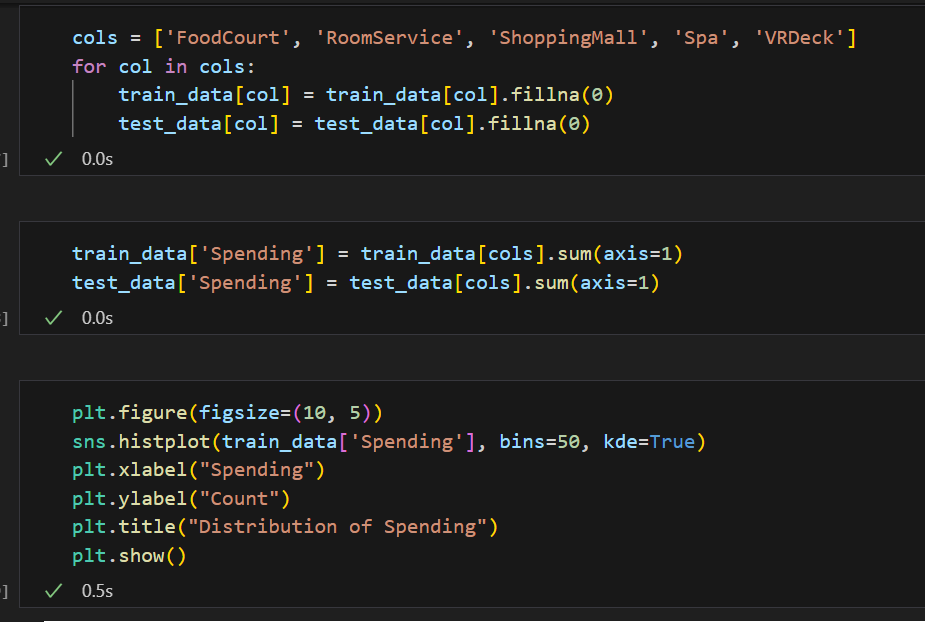 cols = ['FoodCourt', 'RoomService', 'ShoppingMall', 'Spa', 'VRDeck']
for col in cols:
    train_data[col] = train_data[col].fillna(0)
    test_data[col] = test_data[col].fillna(0)
]
0.0s
train_data['Spending'] = train_data[cols].sum(axis=1)
test_data['Spending'] = test_data[cols].sum(axis=1)
]
0.0s
plt.figure(figsize=(10, 5))
sns.histplot(train_data['Spending'], bins=50, kde=True)
plt.xlabel("Spending")
plt.ylabel("Count")
plt.title("Distribution of Spending")
plt.show()
]
0.5s